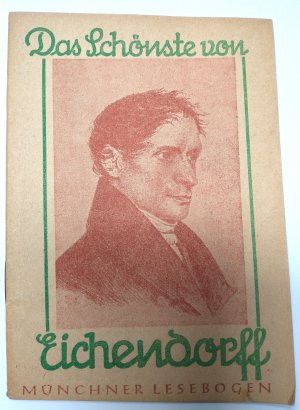 Das Schönste von
Eichendorff
MÜNCHNER LESEBOGEN